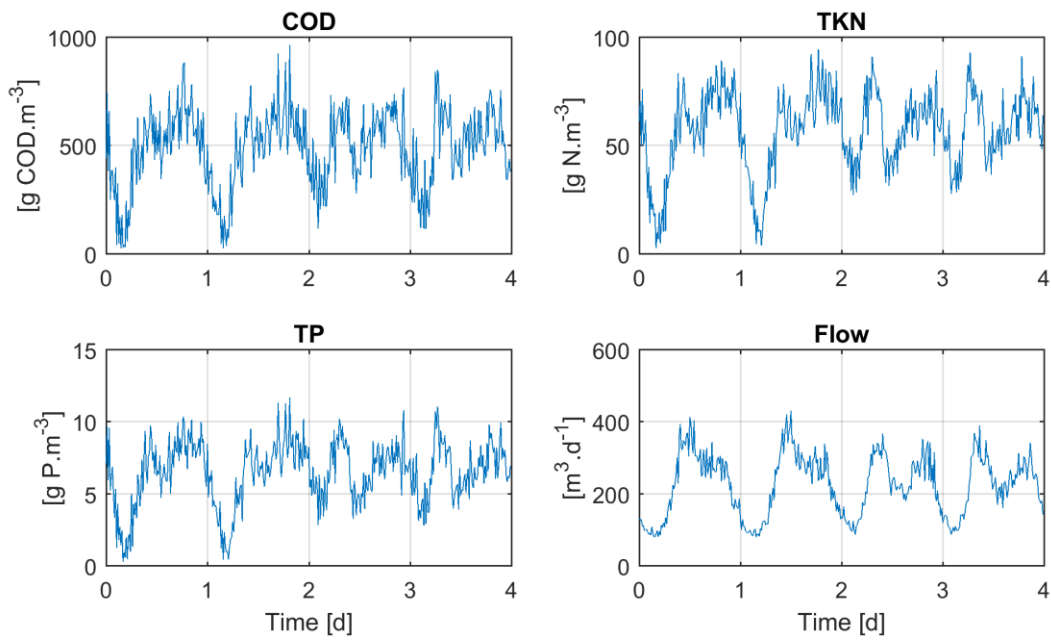 COD
1000
500
0
[g COD.m-3]
0 1 2 3 4
TKN
100
50
0
[g N.m-3]
0 1 2 3 4
TP
15
10
5
0
[g P.m-3]
0 1 2 3 4
Time [d]
Flow
600
400
200
0
[m3.d-1]
0 1 2 3 4
Time [d]